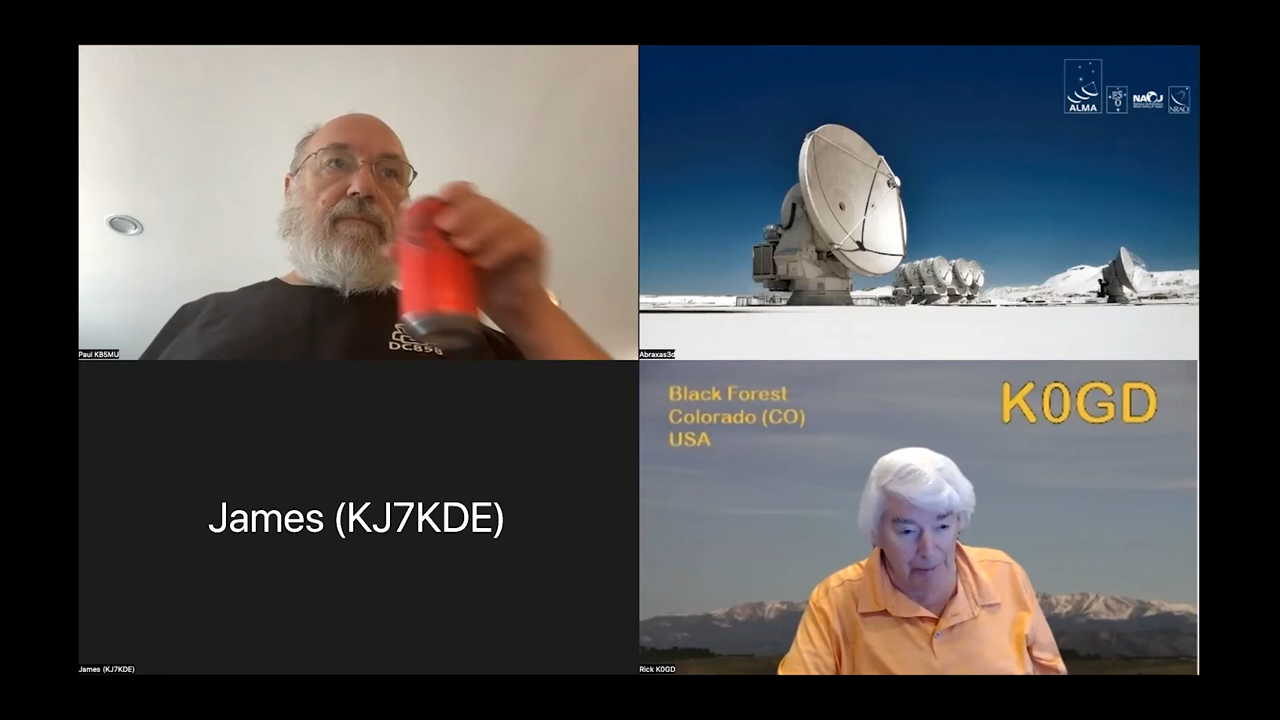 DC858
Paul KB5MU
ALMA
ES
O
NAOJ
NRAO
Abraxas3d
James (KJ7KDE)
James (KJ7KDE)
Black Forest
Colorado (CO)
USA
K0GD
Rick K0GD